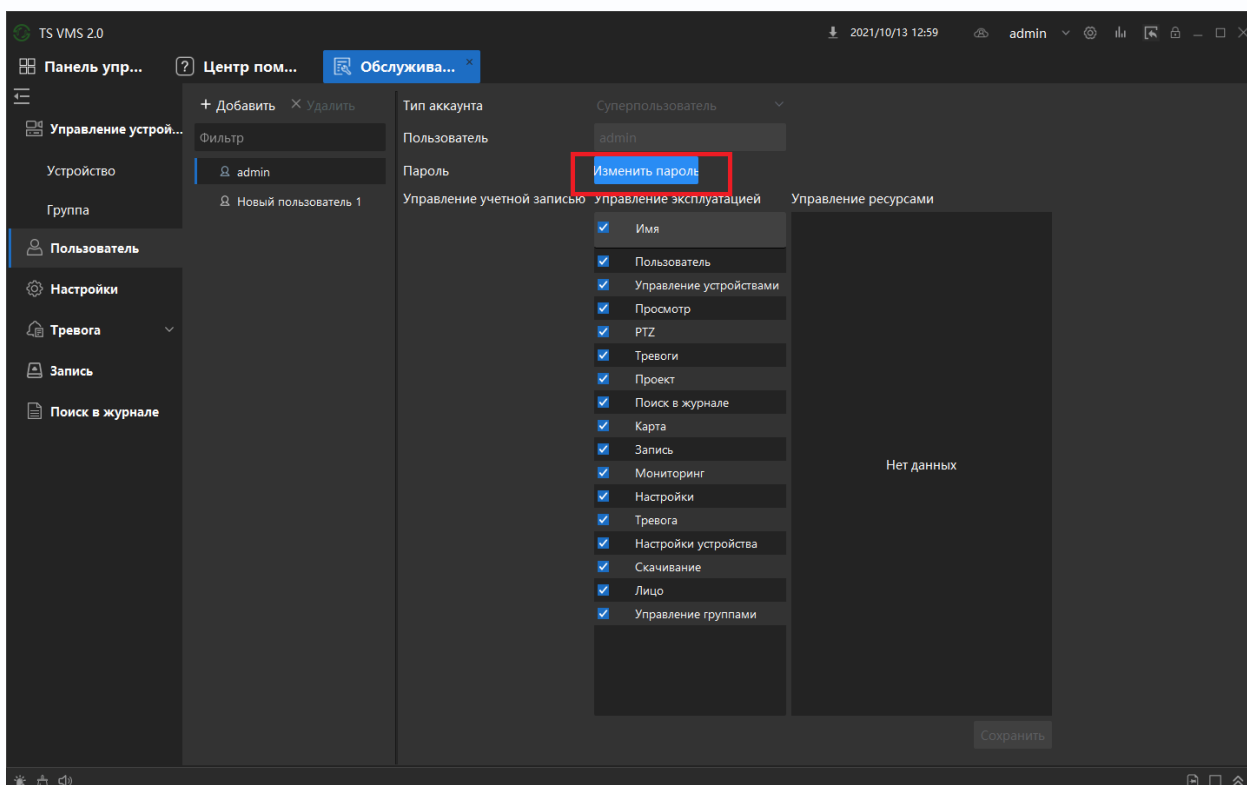 TS VMS 2.0
2021/10/13 12:59
admin
Панель упр...
? Центр пом...
Обслужива... ×
+ Добавить × Удалить
Фильтр
admin
Новый пользователь 1
Управление устрой...
Устройство
Группа
Пользователь
Настройки
Тревога
Запись
Поиск в журнале
Тип аккаунта
Суперпользователь
Пользователь
admin
Пароль
Изменить пароль
Управление учетной записью
Управление эксплуатацией
Управление ресурсами
Имя
Пользователь
Управление устройствами
Просмотр
PTZ
Тревоги
Проект
Поиск в журнале
Карта
Запись
Мониторинг
Настройки
Тревога
Настройки устройства
Скачивание
Лицо
Управление группами
Нет данных
Сохранить